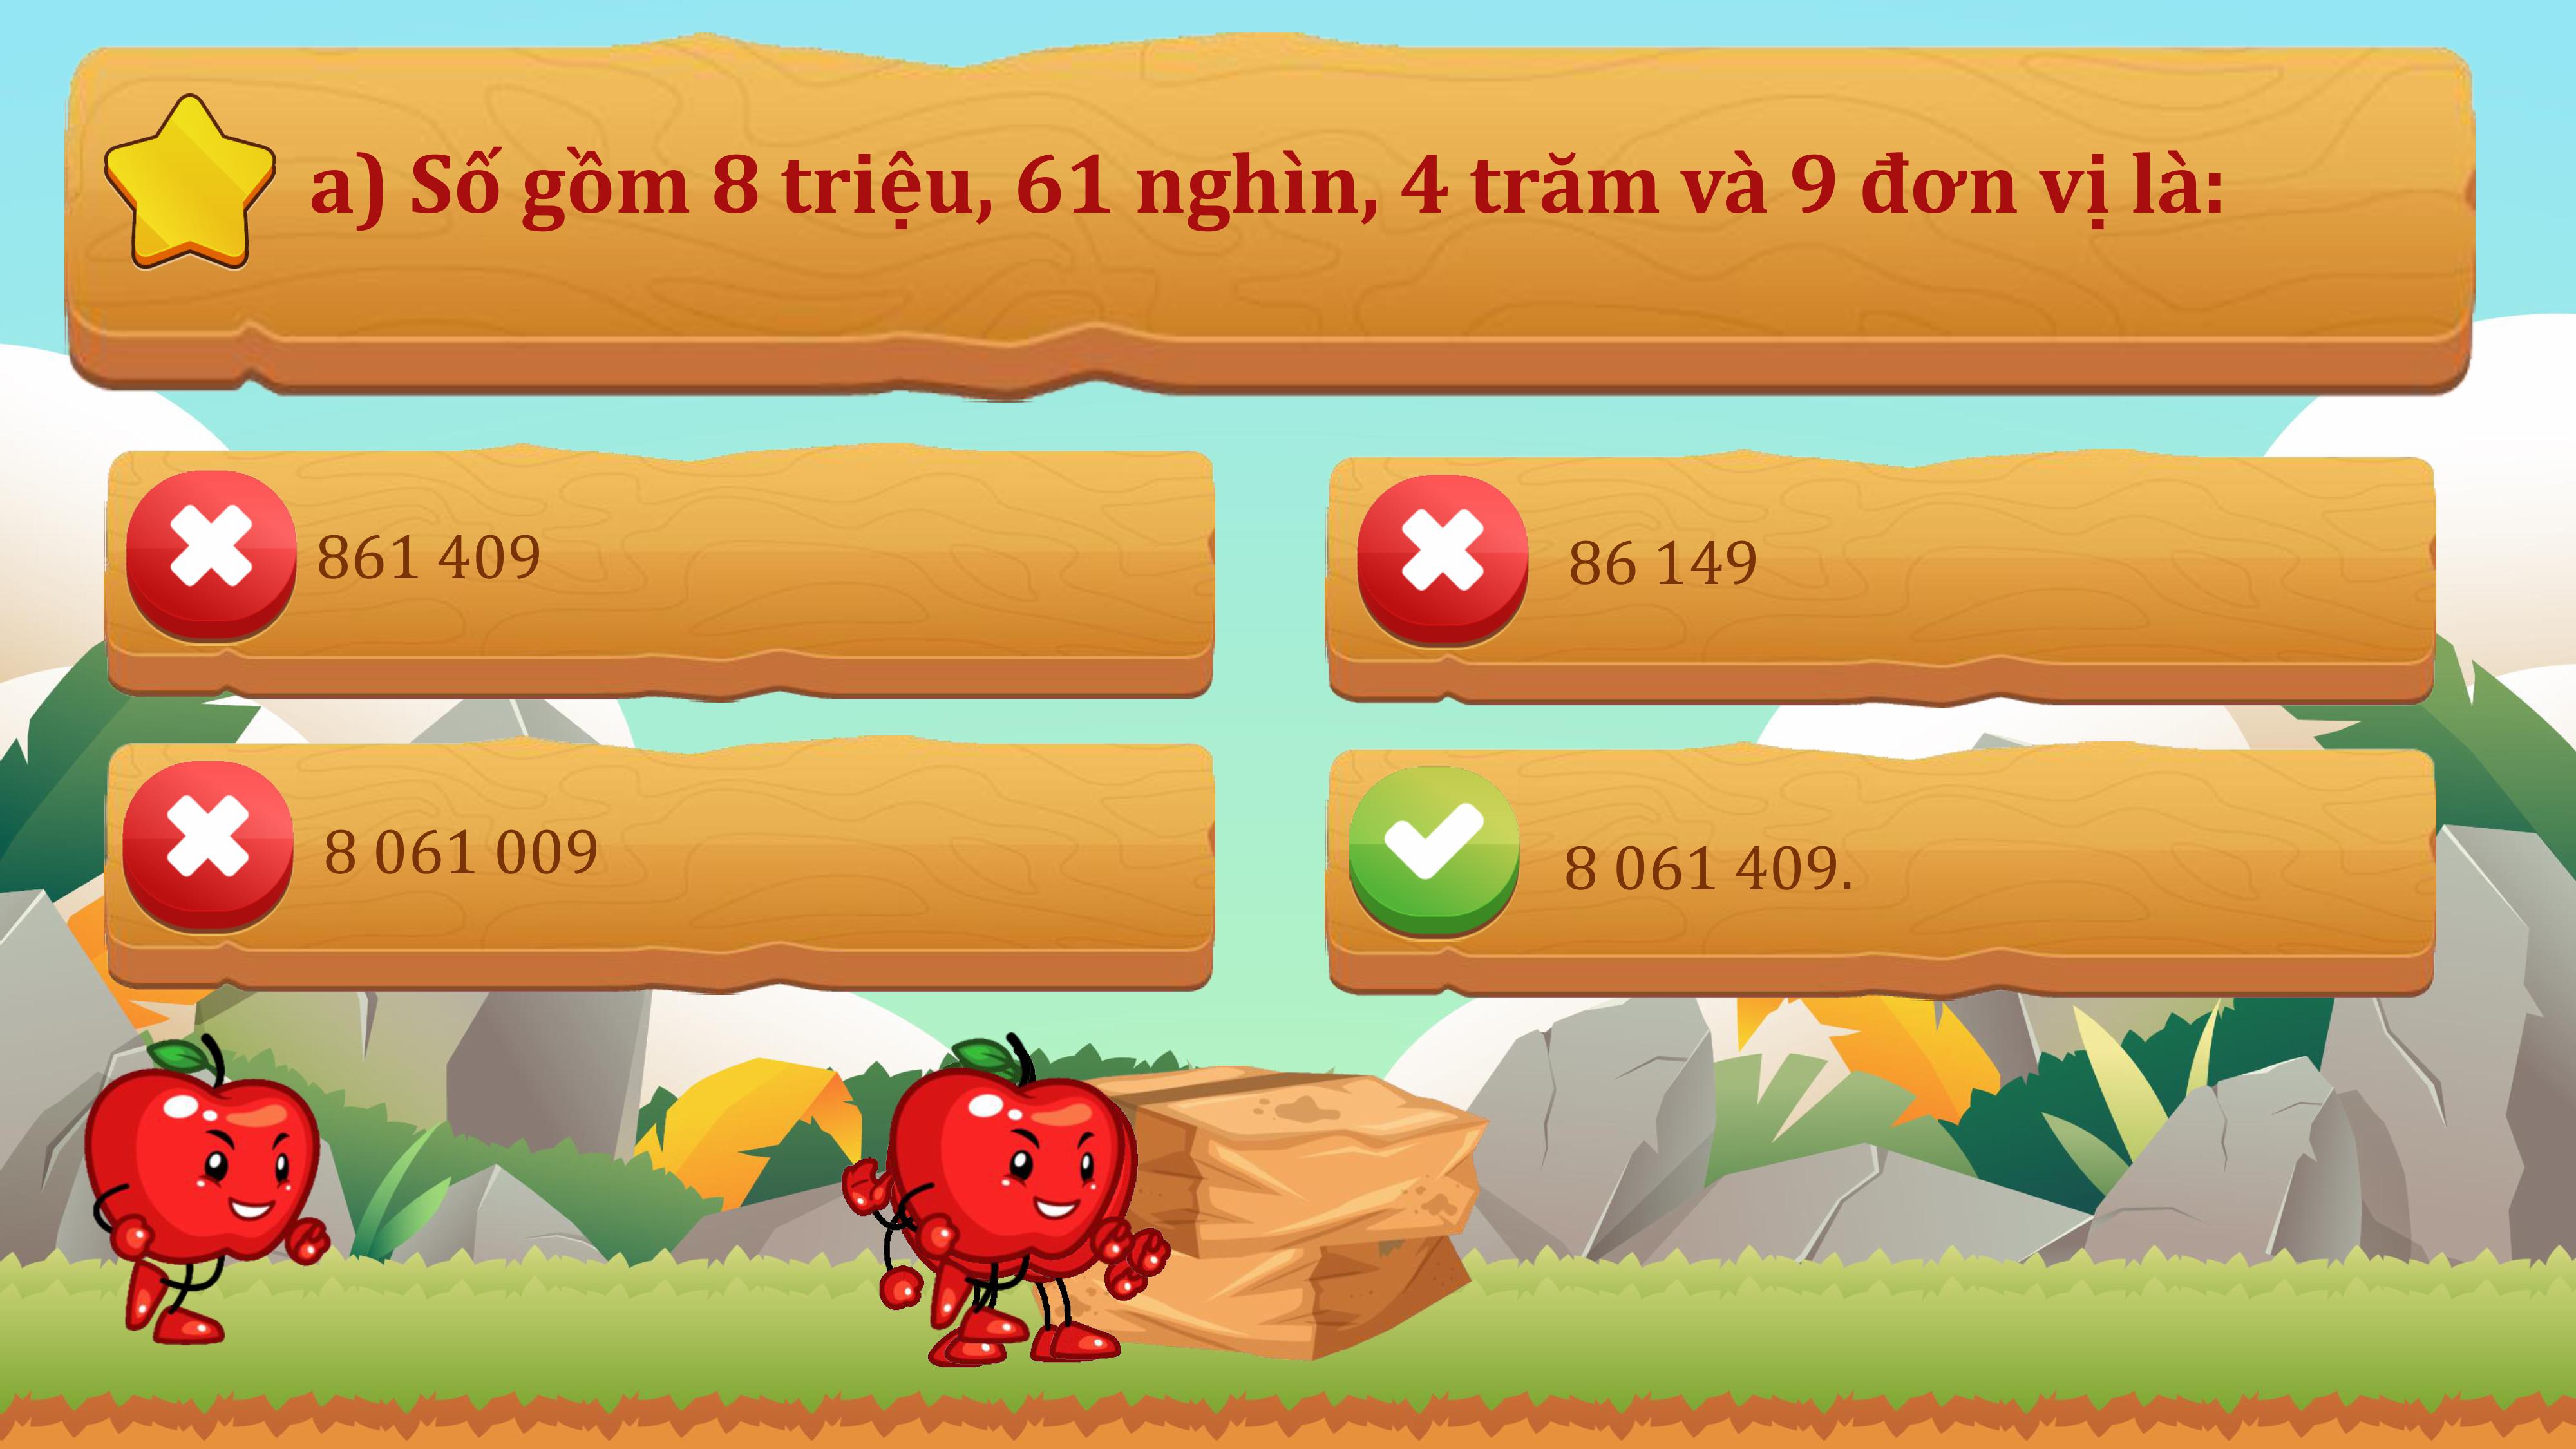 a) Số gồm 8 triệu, 61 nghìn, 4 trăm và 9 đơn vị là:
861 409
86 149
8 061 009
8 061 409.